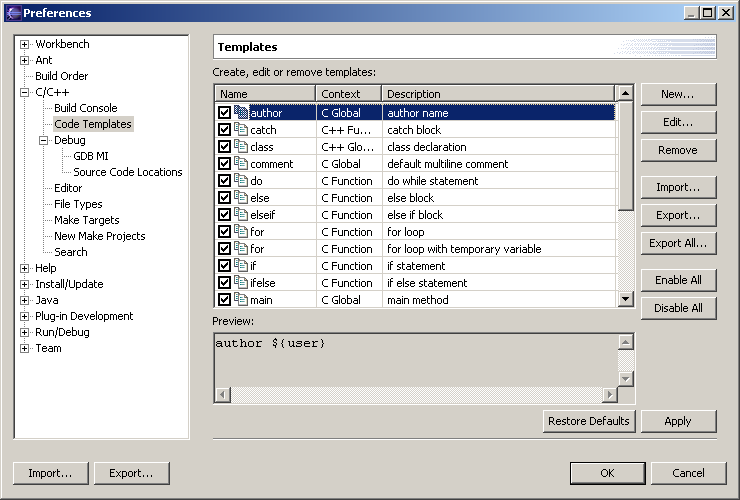 Preferences
Workbench
Ant
Build Order
C/C++
Build Console
Code Templates
Debug
GDB MI
Source Code Locations
Editor
File Types
Make Targets
New Make Projects
Search
Help
Install/Update
Java
Plug-in Development
Run/Debug
Team
Templates
Create, edit or remove templates:
Name Context Description
author C Global author name
catch C++ Fu... catch block
class C++ Glo... class declaration
comment C Global default multiline comment
do C Function do while statement
else C Function else block
elseif C Function else if block
for C Function for loop
for C Function for loop with temporary variable
if C Function if statement
ifelse C Function if else statement
main C Global main method
New...
Edit...
Remove
Import...
Export...
Export All...
Enable All
Disable All
Preview:
author ${user}
Restore Defaults Apply
Import... Export... OK Cancel